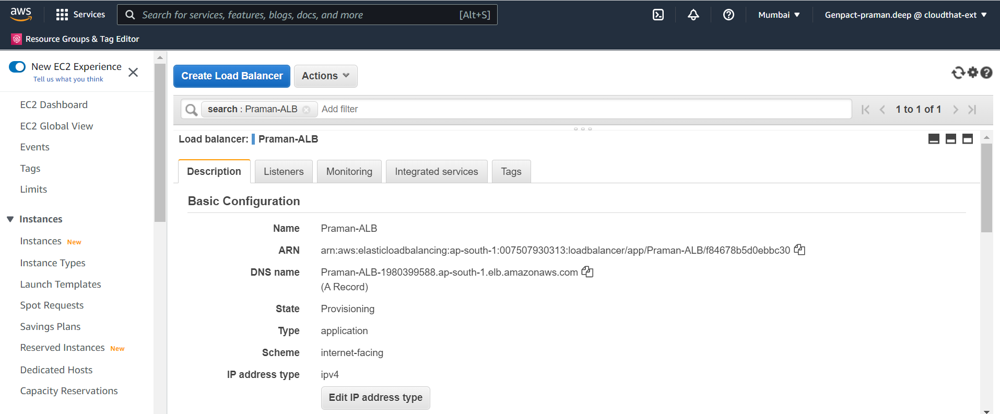 aws
Services
Search for services, features, blogs, docs, and more [Alt+S]
Mumbai ▼
Genpact-praman.deep @ cloudthat-ext ▼
Resource Groups & Tag Editor
New EC2 Experience
Tell us what you think
EC2 Dashboard
EC2 Global View
Events
Tags
Limits
▼ Instances
Instances New
Instance Types
Launch Templates
Spot Requests
Savings Plans
Reserved Instances New
Dedicated Hosts
Capacity Reservations
Create Load Balancer
Actions
search : Praman-ALB Add filter
1 to 1 of 1
Load balancer: Praman-ALB
Description Listeners Monitoring Integrated services Tags
Basic Configuration
Name Praman-ALB
ARN arn:aws:elasticloadbalancing:ap-south-1:007507930313:loadbalancer/app/Praman-ALB/f84678b5d0ebbc30
DNS name Praman-ALB-1980399588.ap-south-1.elb.amazonaws.com
(A Record)
State Provisioning
Type application
Scheme internet-facing
IP address type ipv4
Edit IP address type